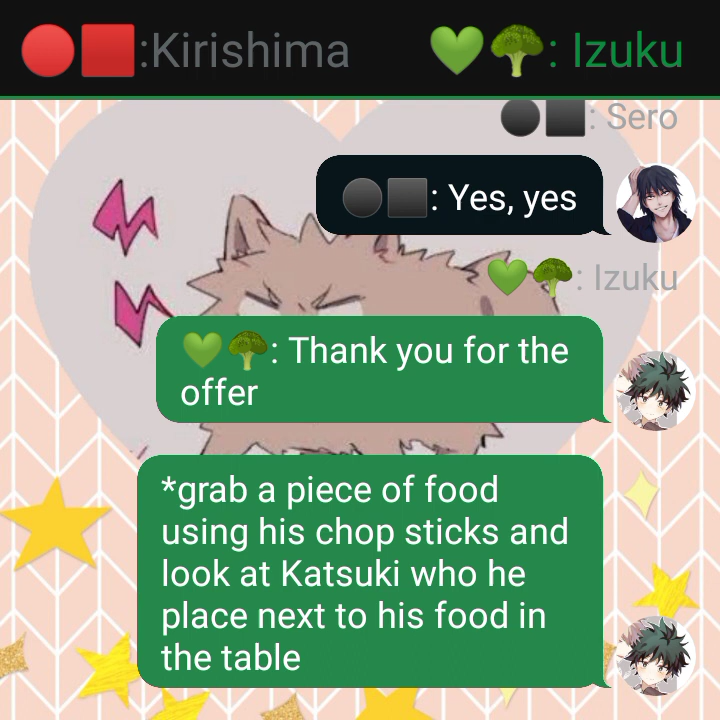 🔴🟥:Kirishima 💚🥦: Izuku
⚫⬛: Sero
⚫⬛: Yes, yes
💚🥦: Izuku
💚🥦: Thank you for the
offer
*grab a piece of food
using his chop sticks and
look at Katsuki who he
place next to his food in
the table